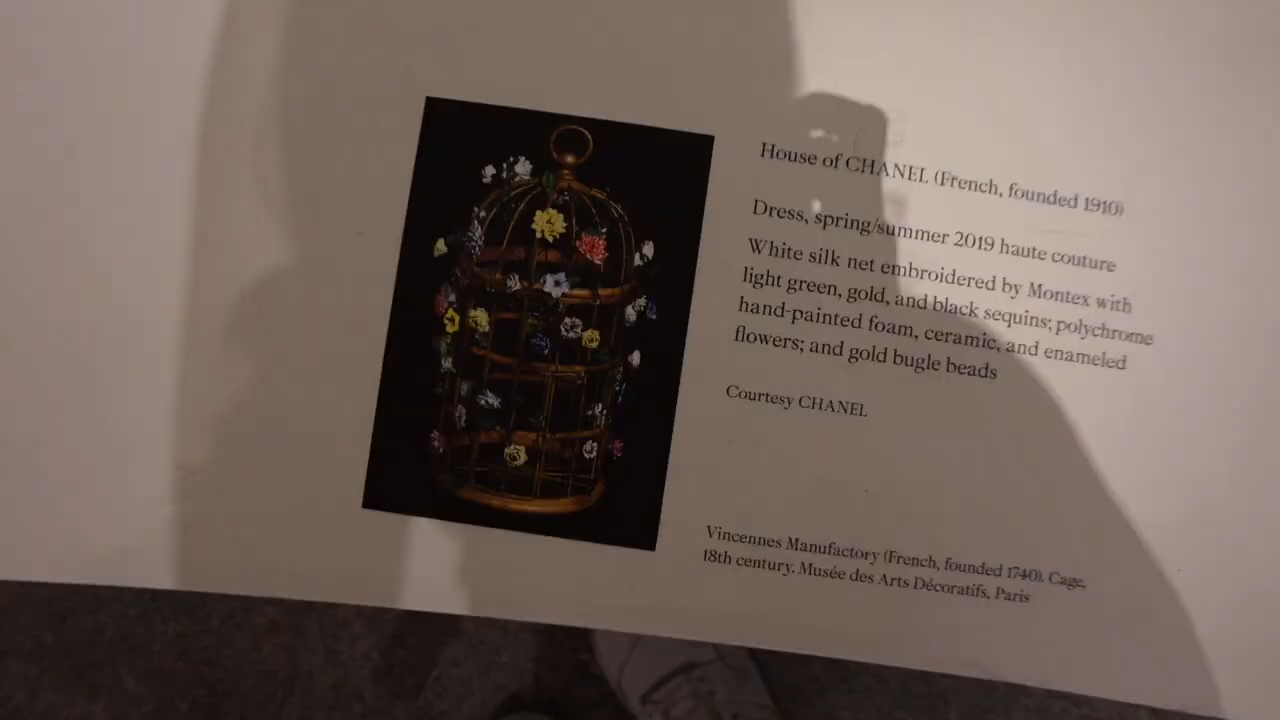 House of CHANEL (French, founded 1910)
Dress, spring/summer 2019 haute couture
White silk net embroidered by Montex with
light green, gold, and black sequins; polychrome
hand-painted foam, ceramic, and enameled
flowers; and gold bugle beads
Courtesy CHANEL
Vincennes Manufactory (French, founded 1740). Cage,
18th century. Musée des Arts Décoratifs, Paris